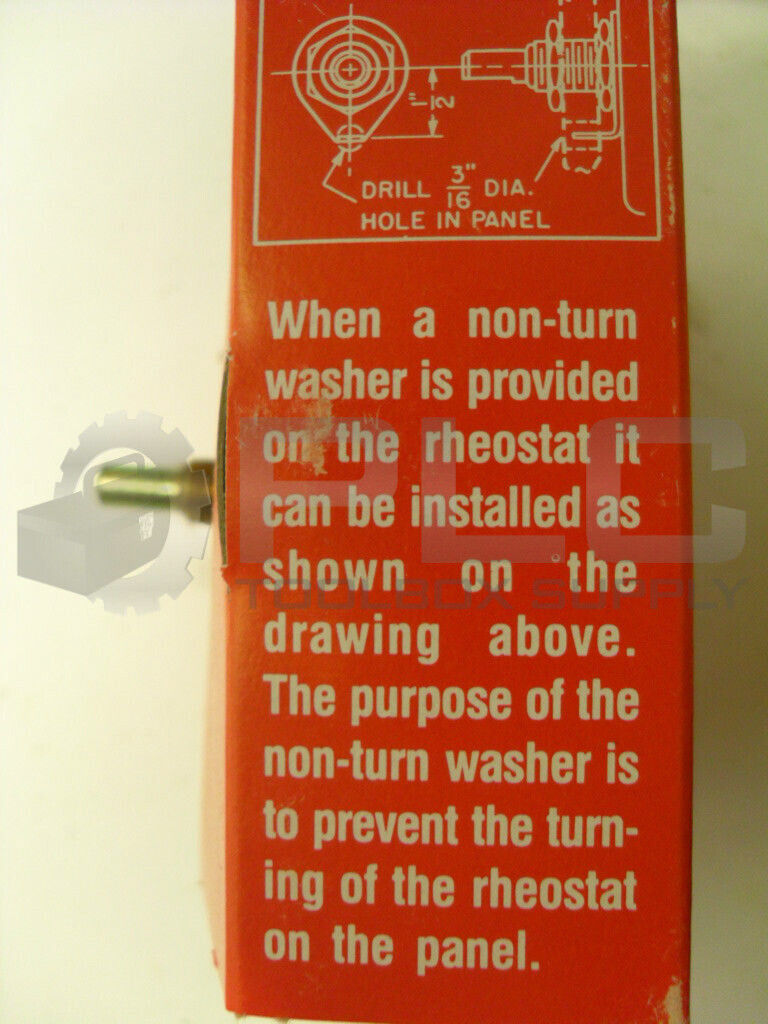 1"
2
DRILL 3" DIA.
16
HOLE IN PANEL
When a non-turn
washer is provided
on the rheostat it
can be installed as
shown on the
drawing above.
The purpose of the
non-turn washer is
to prevent the turn-
ing of the rheostat
on the panel.
PLC
TOOLBOX SUPPLY
©